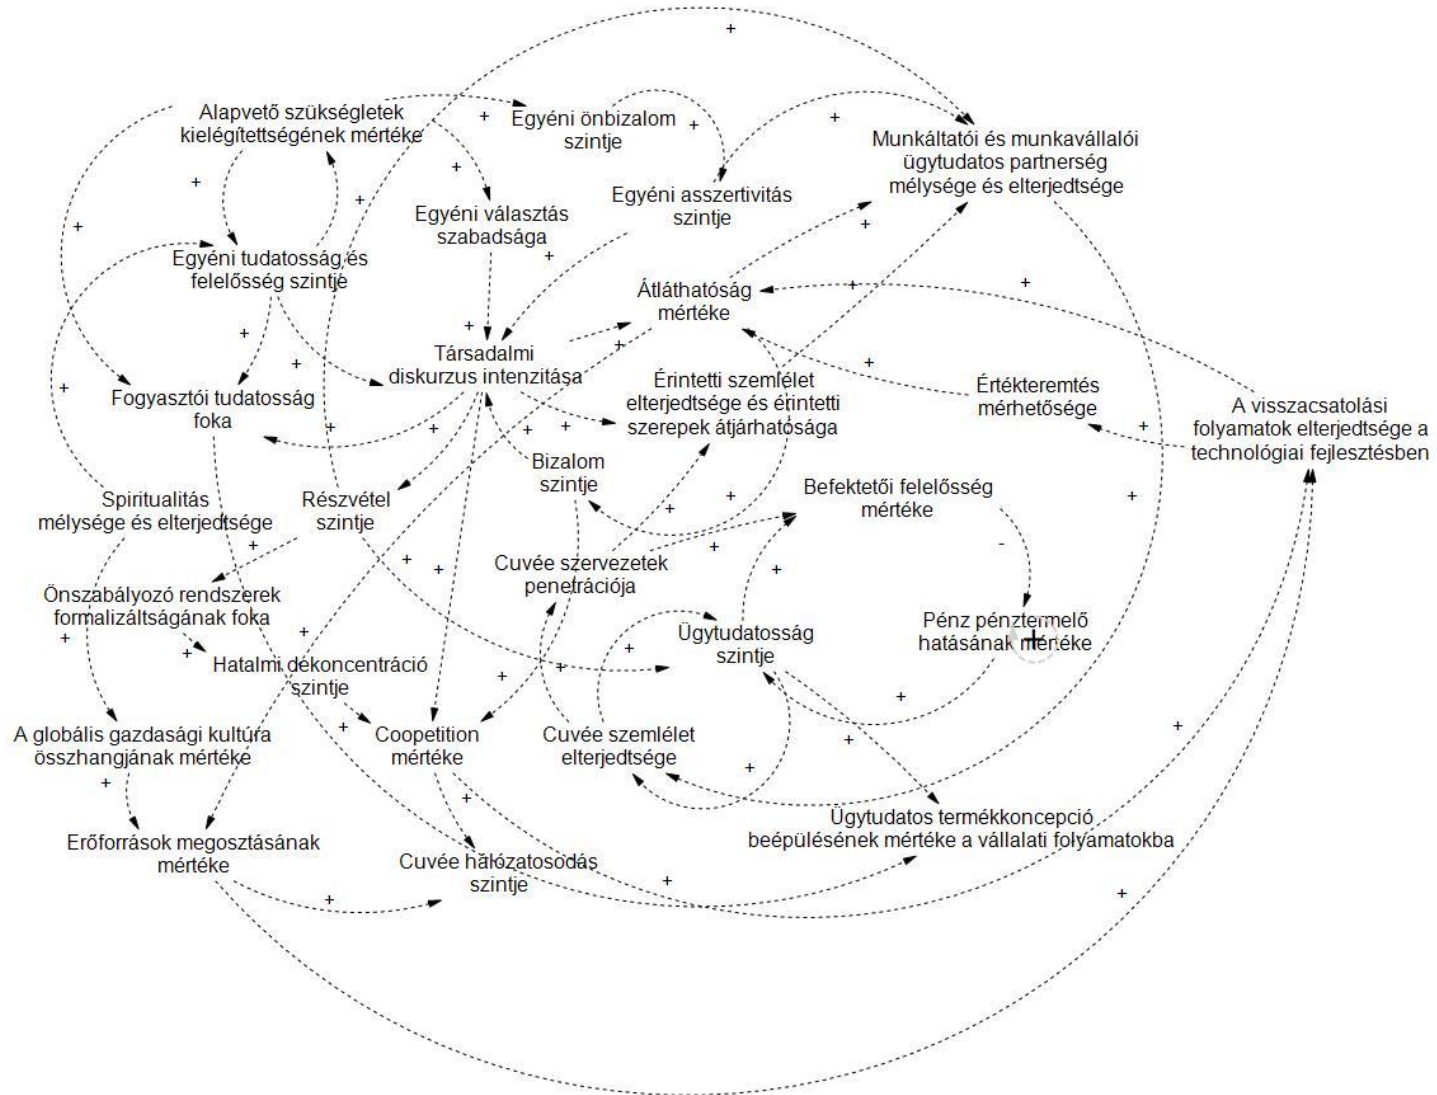 Alapvető szükségletek
kielégítettségének mértéke
Egyéni önbizalom
szintje
Munkáltatói és munkavállalói
ügytudatos partnerség
mélysége és elterjedtsége
Egyéni asszertivitás
szintje
Egyéni választás
szabadsága
Egyéni tudatosság és
felelősség szintje
Átláthatóság
mértéke
Társadalmi
diskurzus intenzitása
Érintetti szemlélet
elterjedtsége és érintetti
szerepek átjárhatósága
Értékteremtés
mérhetősége
A visszacsatolási
folyamatok elterjedtsége a
technológiai fejlesztésben
Fogyasztói tudatosság
foka
Bizalom
szintje
Befektetői felelősség
mértéke
Spiritualitás
mélysége és elterjedtsége
Részvétel
szintje
Cuvée szervezetek
penetrációja
Önszabályozó rendszerek
formalizáltságának foka
Ügytudatosság
szintje
Pénz pénztermelő
hatásának mértéke
Hatalmi dekoncentráció
szintje
A globális gazdasági kultúra
összhangjának mértéke
Coopetition
mértéke
Cuvée szemlélet
elterjedtsége
Ügytudatos termékkoncepció
beépülésének mértéke a vállalati folyamatokba
Erőforrások megosztásának
mértéke
Cuvée hálózatosodás
szintje